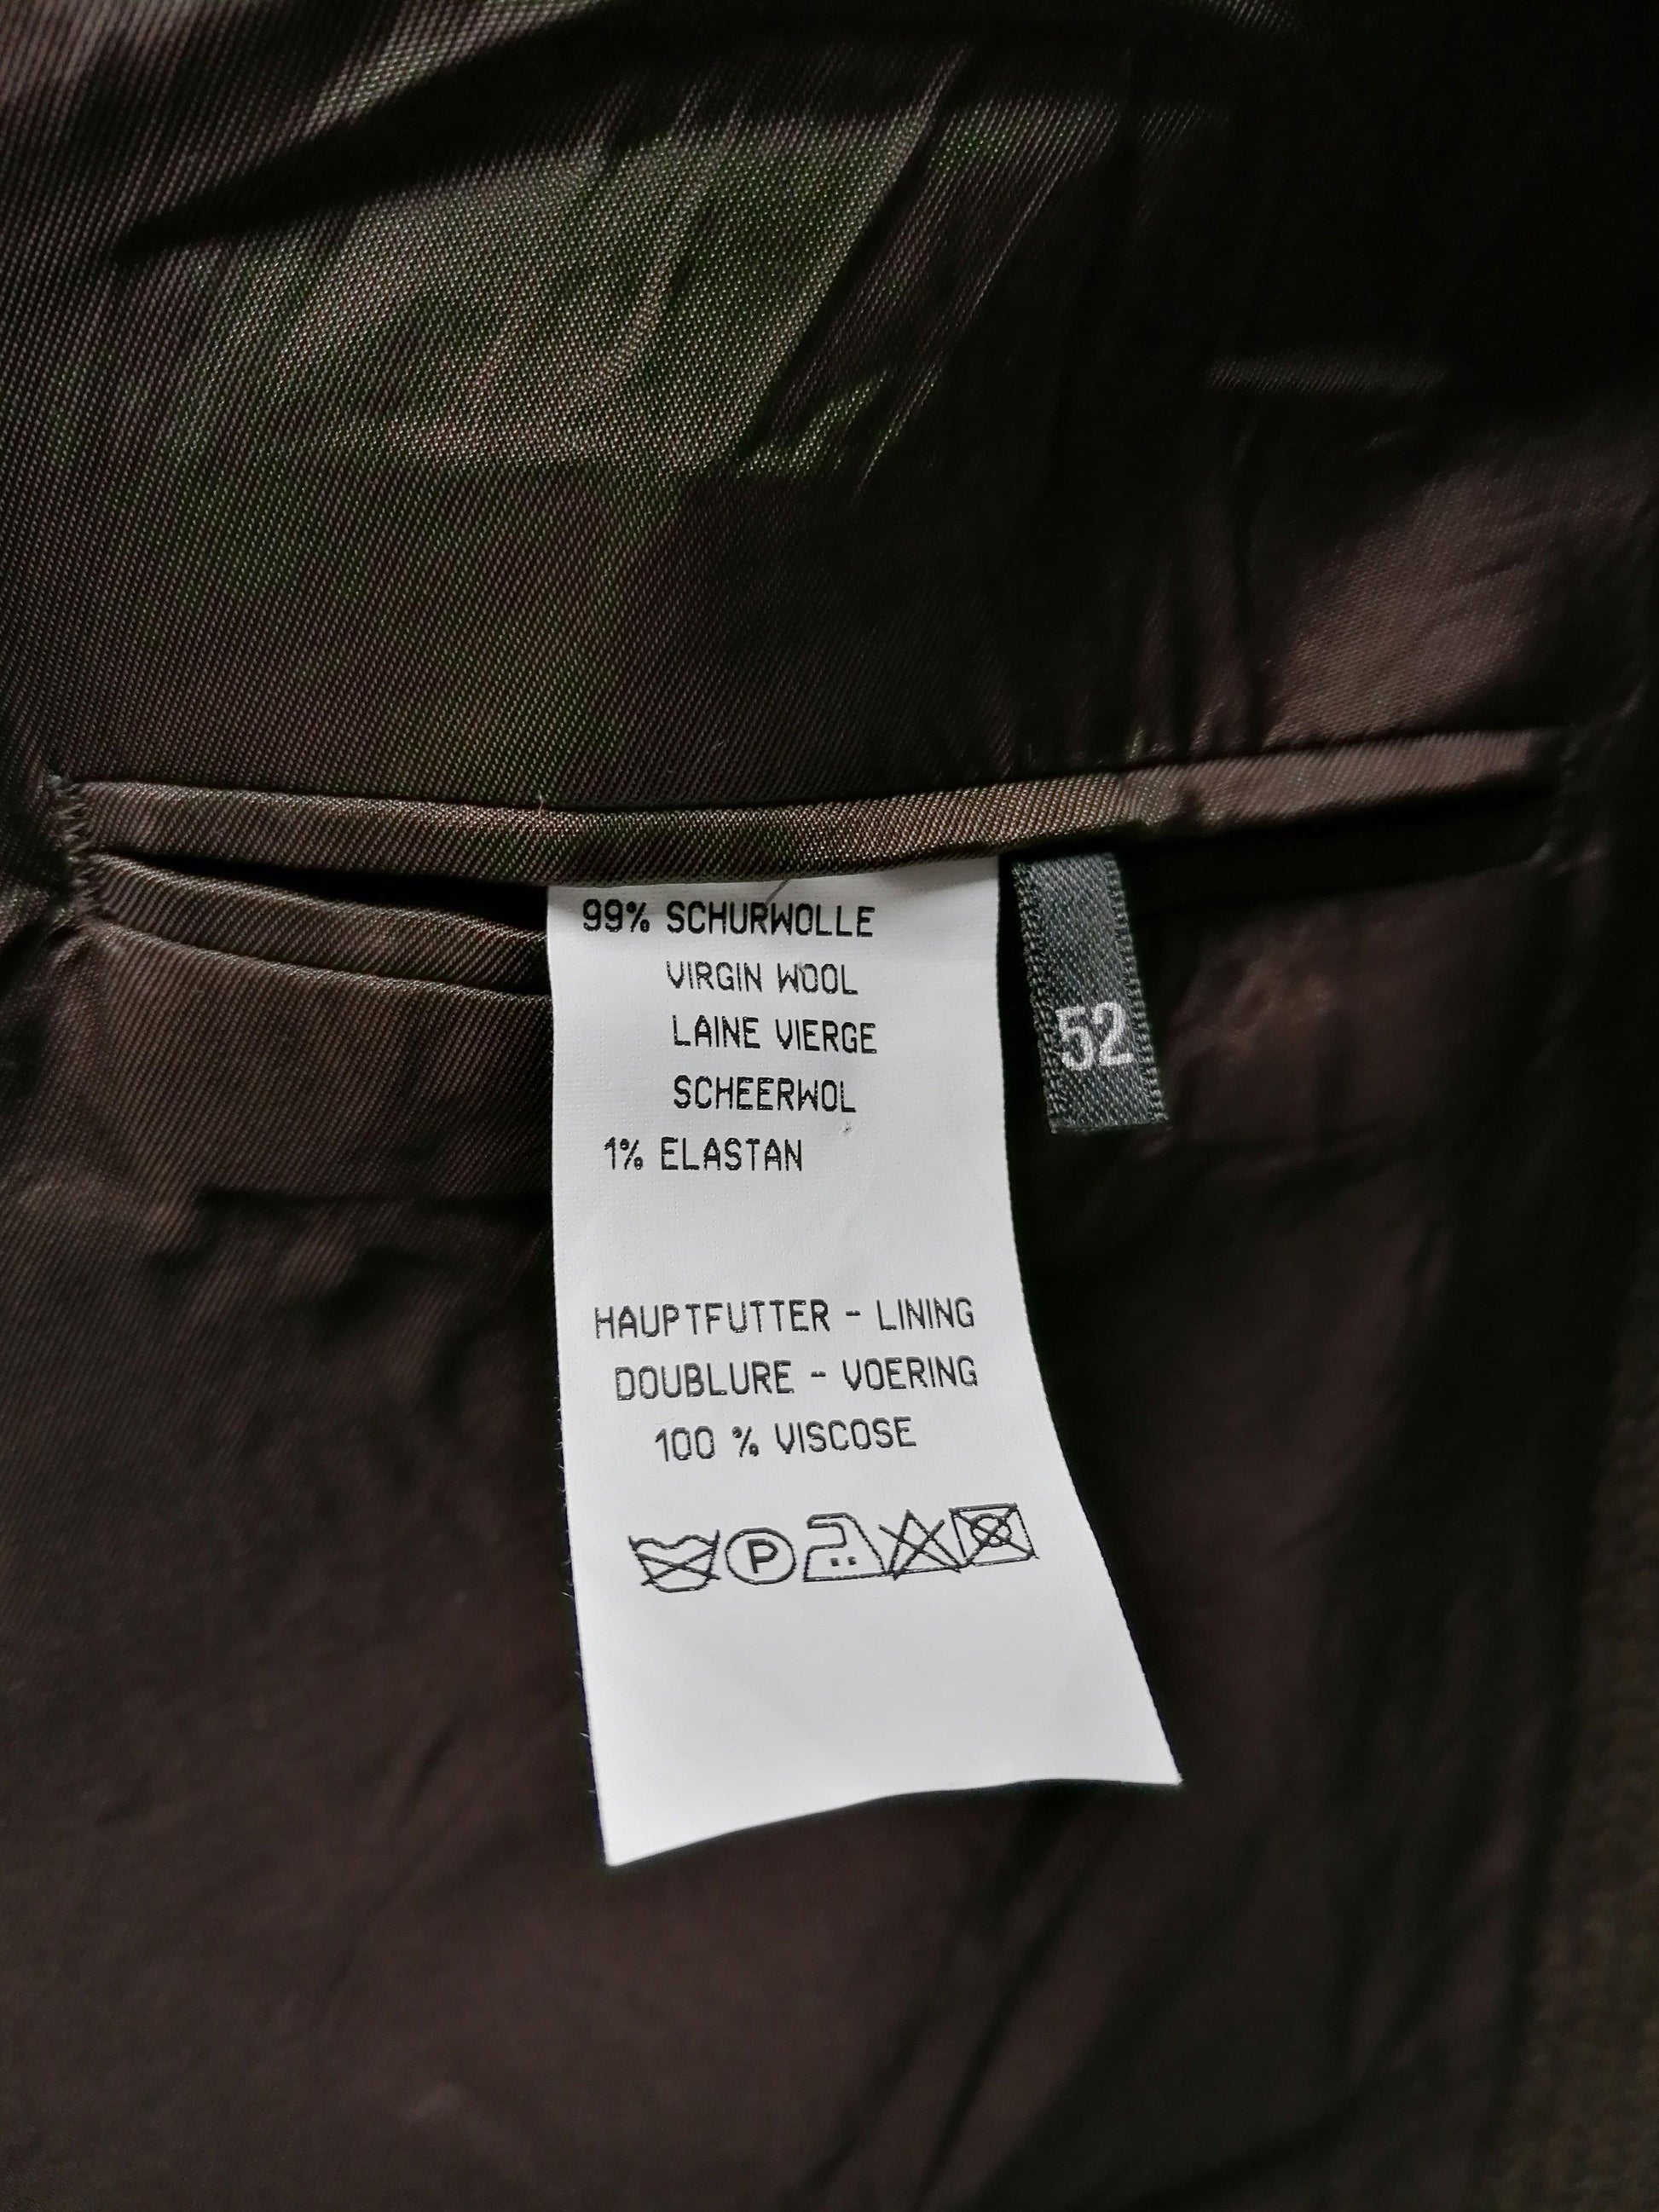 99% SCHURWOLLE
VIRGIN WOOL
LAINE VIERGE
SCHEERWOL
1% ELASTAN
52
HAUPTFUTTER - LINING
DOUBLURE - VOERING
100 % VISCOSE
P